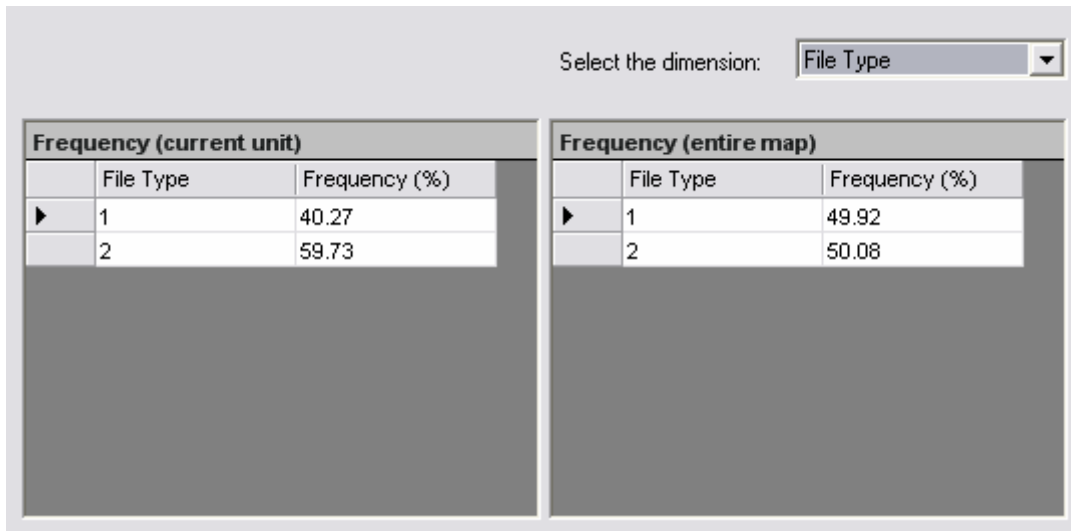 Select the dimension: File Type
Frequency (current unit)
File Type Frequency (%)
1 40.27
2 59.73
Frequency (entire map)
File Type Frequency (%)
1 49.92
2 50.08